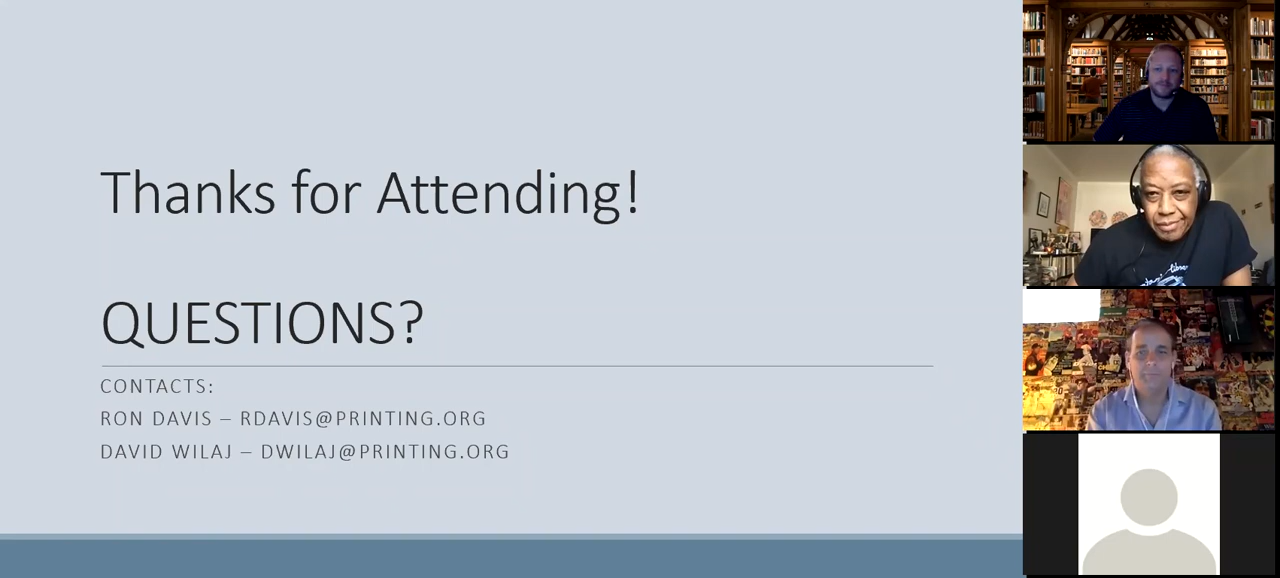 Thanks for Attending!
QUESTIONS?
CONTACTS:
RON DAVIS – RDAVIS@PRINTING.ORG
DAVID WILAJ – DWILAJ@PRINTING.ORG